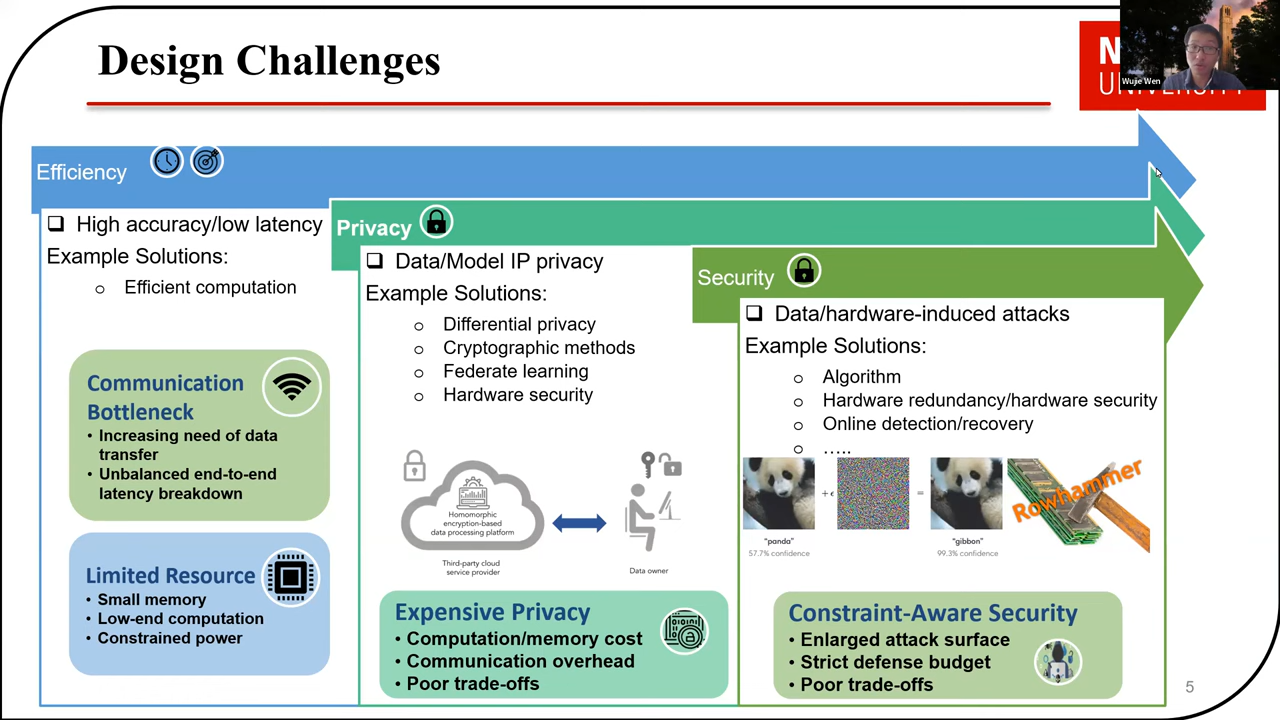 Design Challenges
N
UNIVERSITY
Wujie Wen
Efficiency
High accuracy/low latency
Example Solutions:
Efficient computation
Communication
Bottleneck
Increasing need of data
transfer
Unbalanced end-to-end
latency breakdown
Limited Resource
Small memory
Low-end computation
Constrained power
Privacy
Data/Model IP privacy
Example Solutions:
Differential privacy
Cryptographic methods
Federate learning
Hardware security
Homomorphic
encryption-based
data processing platform
Third-party cloud
service provider
Data owner
Expensive Privacy
Computation/memory cost
Communication overhead
Poor trade-offs
Security
Data/hardware-induced attacks
Example Solutions:
Algorithm
Hardware redundancy/hardware security
Online detection/recovery
.....
+ ϵ
=
Rowhammer
"panda"
57.7% confidence
"gibbon"
99.3% confidence
Constraint-Aware Security
Enlarged attack surface
Strict defense budget
Poor trade-offs
5